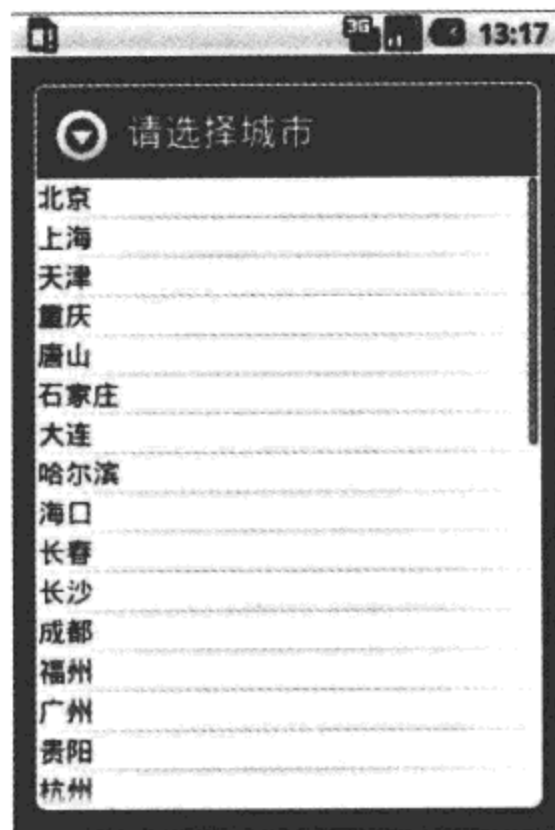 3G 13:17
请选择城市
北京
上海
天津
重庆
唐山
石家庄
大连
哈尔滨
海口
长春
长沙
成都
福州
广州
贵阳
杭州